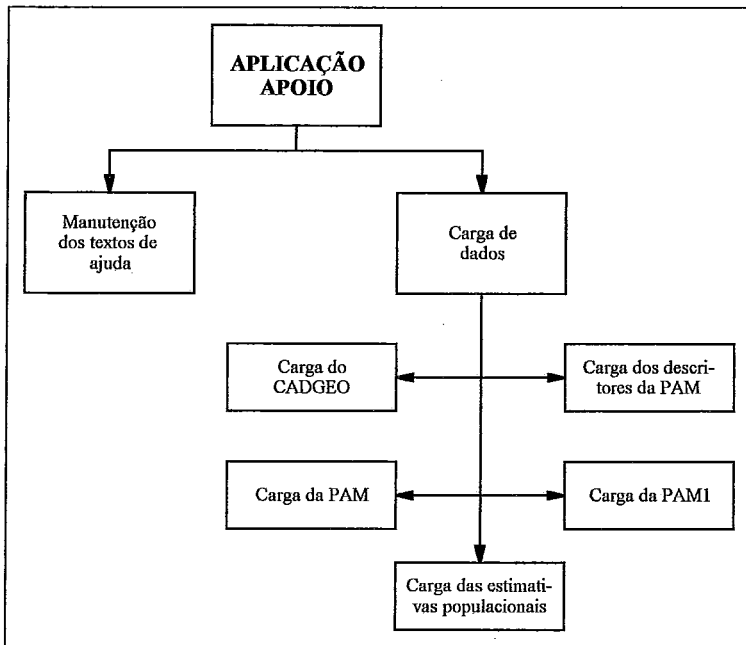 APLICAÇÃO
APOIO
Manutenção
dos textos de
ajuda
Carga de
dados
Carga do
CADGEO
Carga dos descri-
tores da PAM
Carga da PAM
Carga da PAM1
Carga das estimati-
vas populacionais